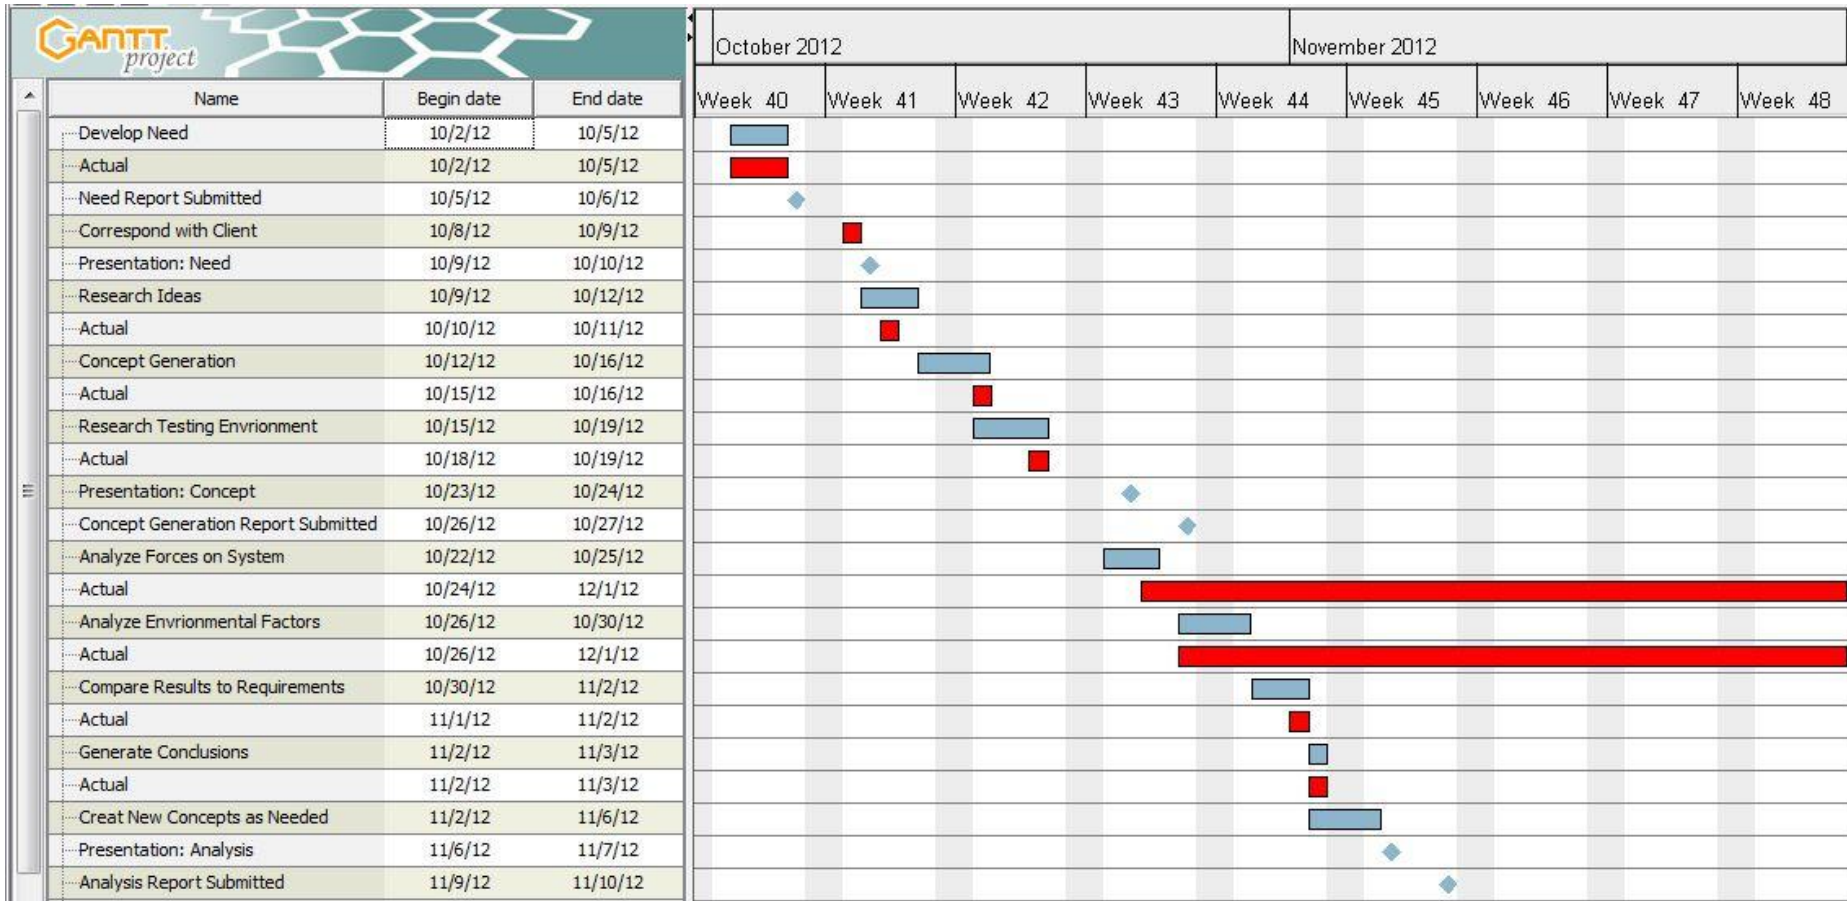 GANTT
project
October 2012 November 2012
Name Begin date End date Week 40 Week 41 Week 42 Week 43 Week 44 Week 45 Week 46 Week 47 Week 48
Develop Need 10/2/12 10/5/12
Actual 10/2/12 10/5/12
Need Report Submitted 10/5/12 10/6/12
Correspond with Client 10/8/12 10/9/12
Presentation: Need 10/9/12 10/10/12
Research Ideas 10/9/12 10/12/12
Actual 10/10/12 10/11/12
Concept Generation 10/12/12 10/16/12
Actual 10/15/12 10/16/12
Research Testing Envrionment 10/15/12 10/19/12
Actual 10/18/12 10/19/12
Presentation: Concept 10/23/12 10/24/12
Concept Generation Report Submitted 10/26/12 10/27/12
Analyze Forces on System 10/22/12 10/25/12
Actual 10/24/12 12/1/12
Analyze Envrionmental Factors 10/26/12 10/30/12
Actual 10/26/12 12/1/12
Compare Results to Requirements 10/30/12 11/2/12
Actual 11/1/12 11/2/12
Generate Conclusions 11/2/12 11/3/12
Actual 11/2/12 11/3/12
Creat New Concepts as Needed 11/2/12 11/6/12
Presentation: Analysis 11/6/12 11/7/12
Analysis Report Submitted 11/9/12 11/10/12